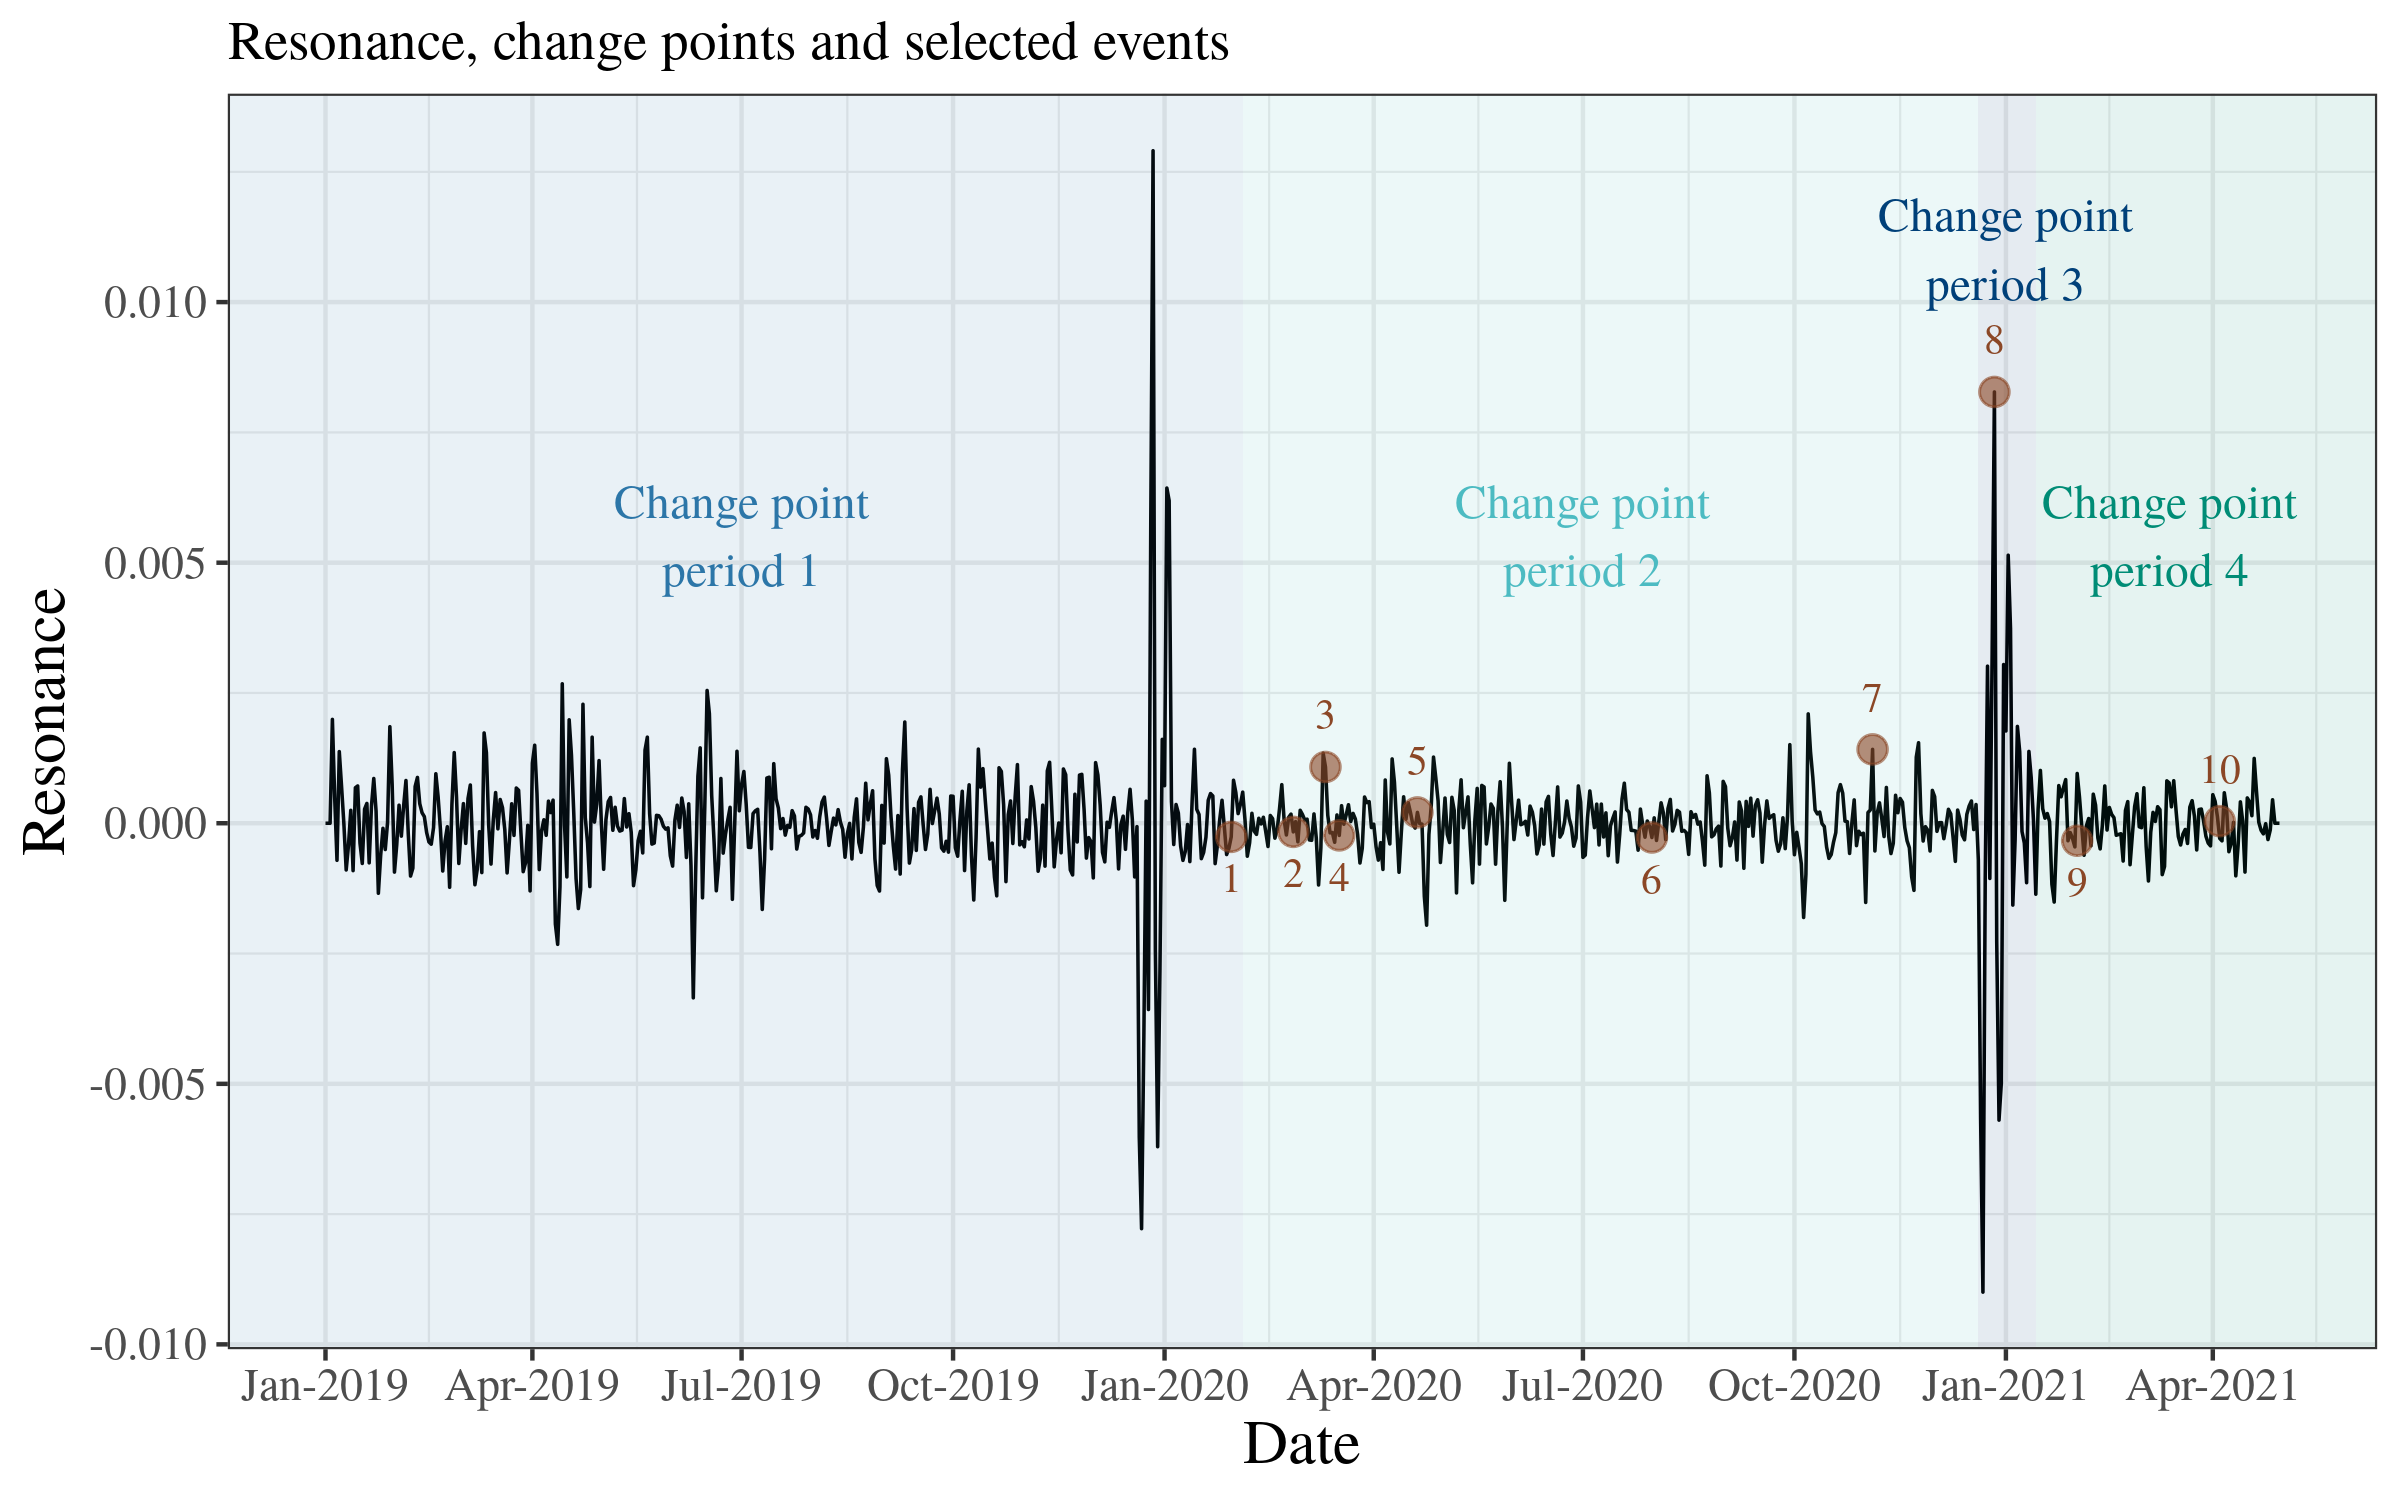 Resonance, change points and selected events
Resonance
0.010
0.005
0.000
-0.005
-0.010
Change point
period 1
Change point
period 2
Change point
period 3
Change point
period 4
1
2
3
4
5
6
7
8
9
10
Jan-2019
Apr-2019
Jul-2019
Oct-2019
Jan-2020
Apr-2020
Jul-2020
Oct-2020
Jan-2021
Apr-2021
Date